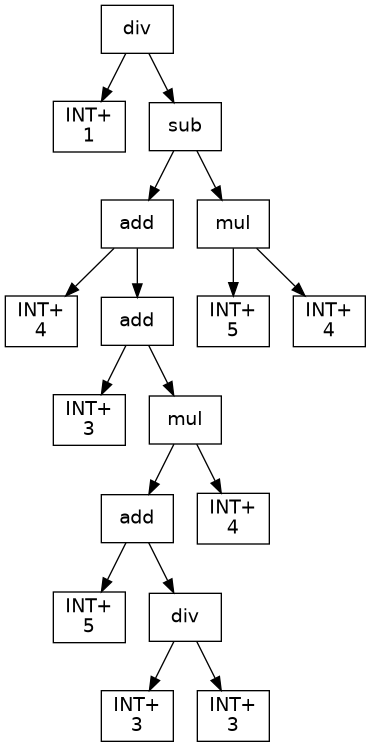 div
INT+
1
sub
add
mul
INT+
4
add
INT+
5
INT+
4
INT+
3
mul
add
INT+
4
INT+
5
div
INT+
3
INT+
3